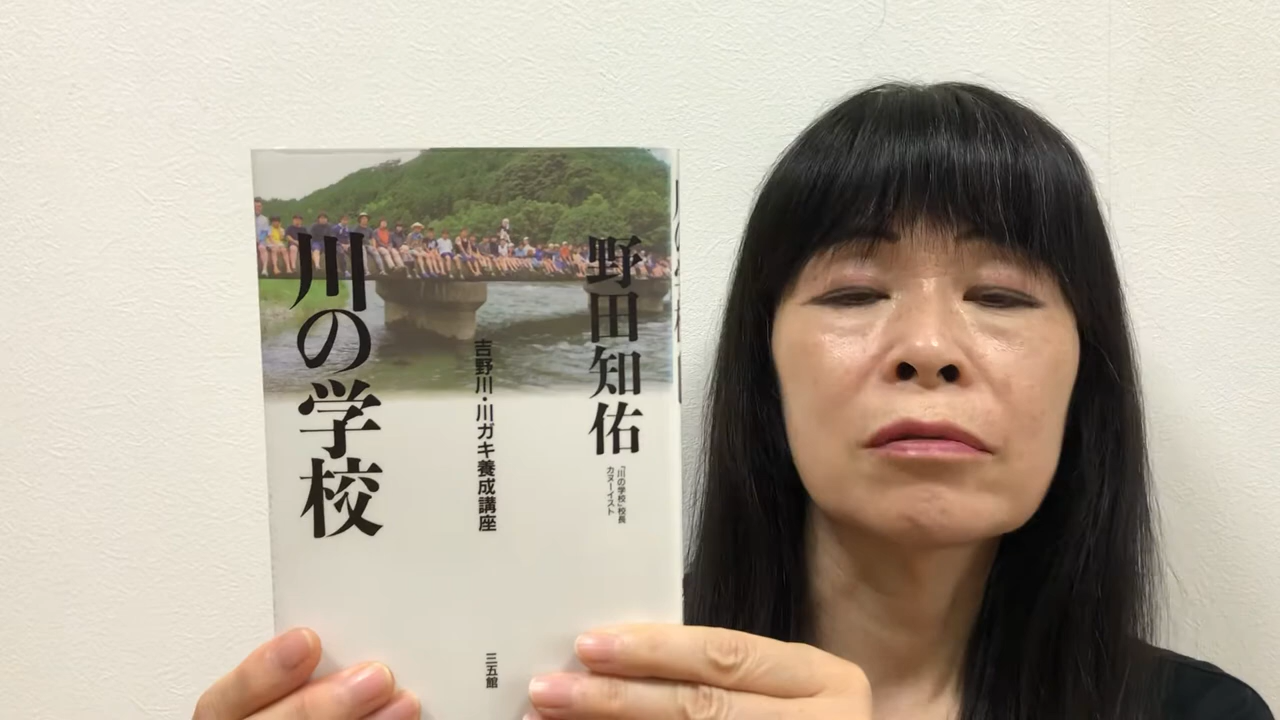 野田知佑
『川の学校』校長
カヌーイスト
吉野川・川ガキ養成講座
川の学校
三五館